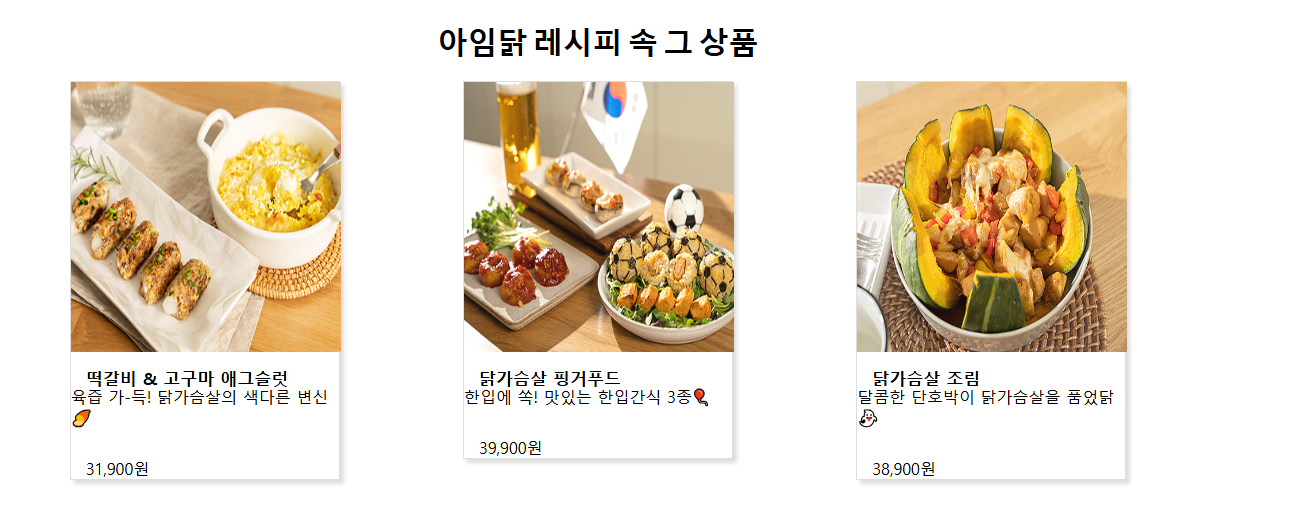 아임닭 레시피 속 그 상품
떡갈비 & 고구마 애그슬럿
육즙 가-득! 닭가슴살의 색다른 변신
🍠
31,900원
닭가슴살 핑거푸드
한입에 쏙! 맛있는 한입간식 3종🎈
39,900원
닭가슴살 조림
달콤한 단호박이 닭가슴살을 품었닭
👻
38,900원